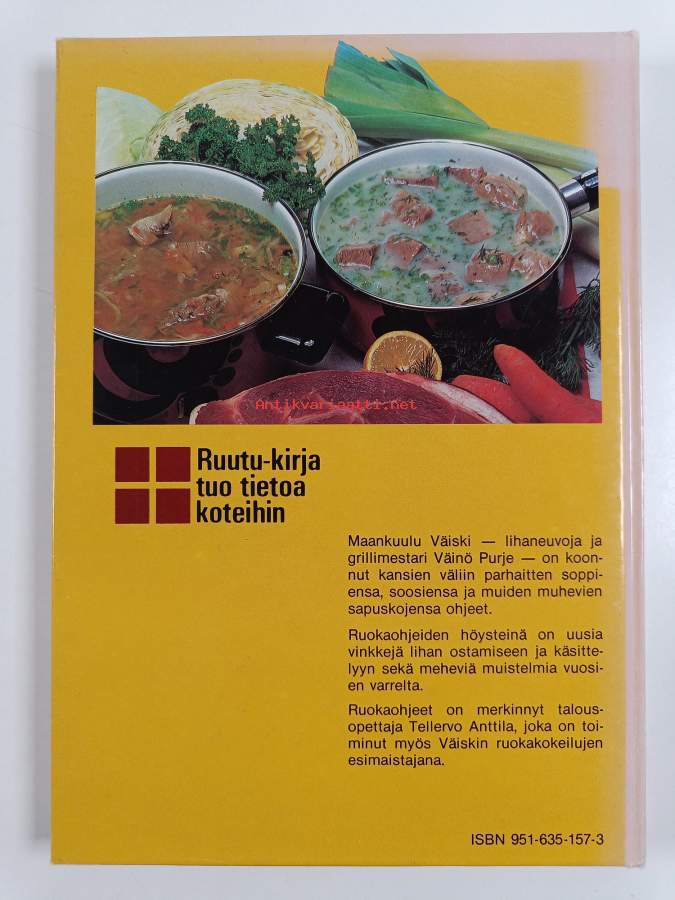 Antikvariaatti.net
Ruutu-kirja
tuo tietoa
koteihin
Maankuulu Väiski — lihaneuvoja ja
grillimestari Väinö Purje — on koon-
nut kansien väliin parhaitten soppi-
ensa, soosiensa ja muiden muhevien
sapuskojensa ohjeet.
Ruokaohjeiden höysteinä on uusia
vinkkejä lihan ostamiseen ja käsitte-
lyyn sekä meheviä muistelmia vuosi-
en varrelta.
Ruokaohjeet on merkinnyt talous-
opettaja Tellervo Anttila, joka on toi-
minut myös Väiskin ruokakokeilujen
esimaistajana.
ISBN 951-635-157-3